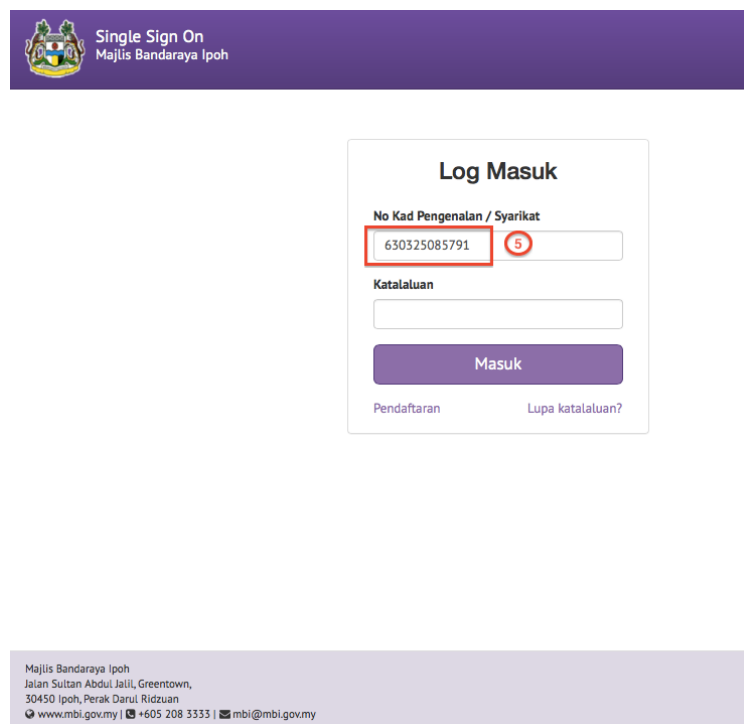 Single Sign On
Majlis Bandaraya Ipoh
Log Masuk
No Kad Pengenalan / Syarikat
630325085791
5
Katalaluan
Masuk
Pendaftaran Lupa katalaluan?
Majlis Bandaraya Ipoh
Jalan Sultan Abdul Jalil, Greentown,
30450 Ipoh, Perak Darul Ridzuan
www.mbi.gov.my | +605 208 3333 | mbi@mbi.gov.my